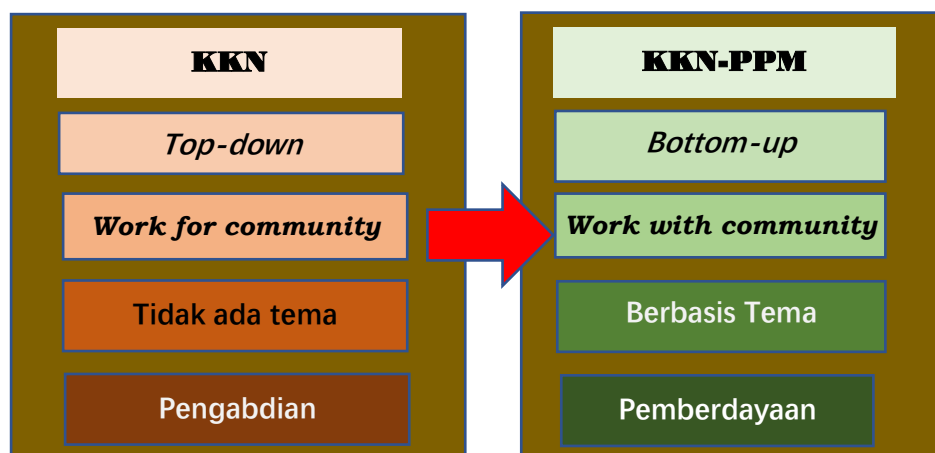 KKN
Top-down
Work for community
Tidak ada tema
Pengabdian
KKN-PPM
Bottom-up
Work with community
Berbasis Tema
Pemberdayaan